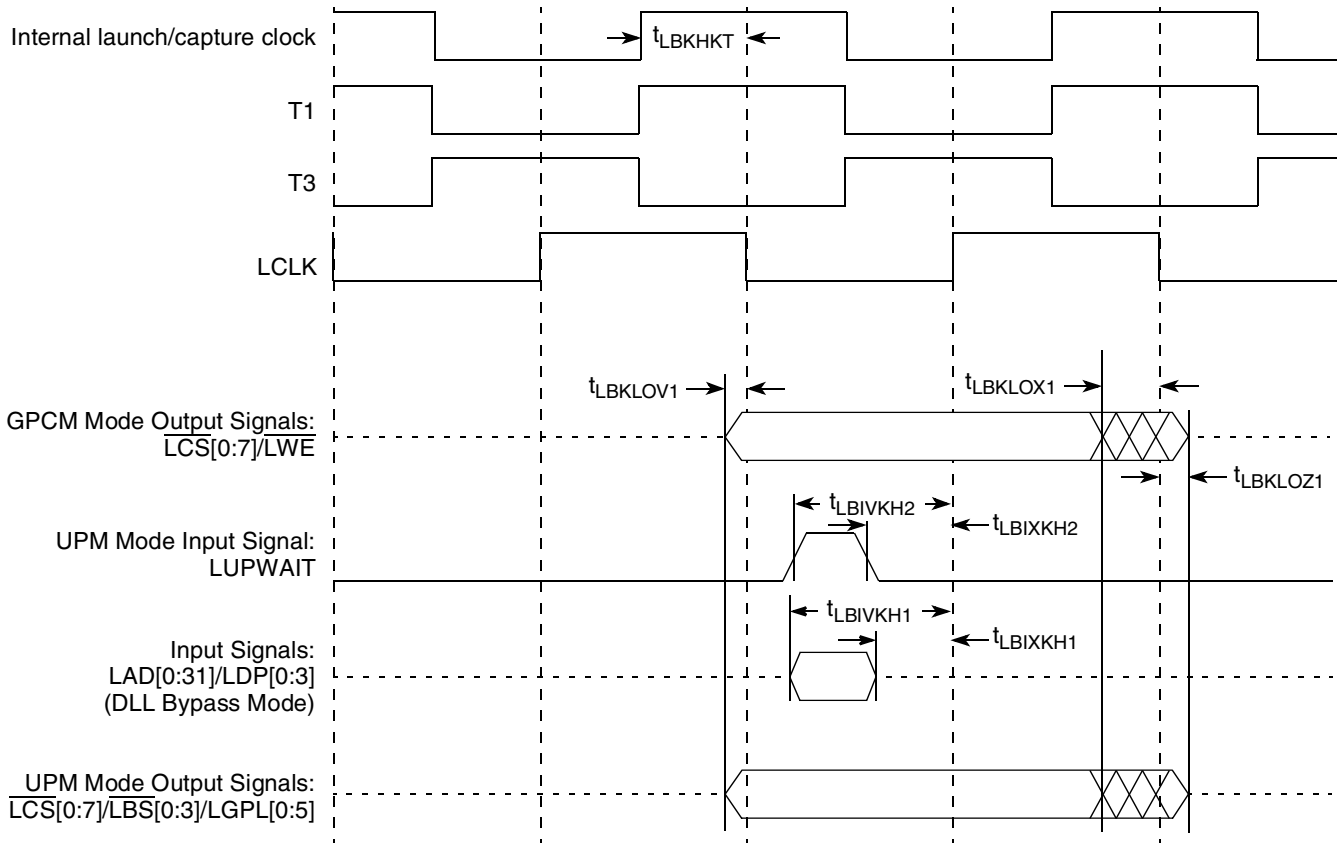 Internal launch/capture clock
tLBKHKT
T1
T3
LCLK
tLBKLOV1
tLBKLOX1
GPCM Mode Output Signals:
LCS[0:7]/LWE
tLBKLOZ1
tLBIVKH2
tLBIXKH2
UPM Mode Input Signal:
LUPWAIT
tLBIVKH1
tLBIXKH1
Input Signals:
LAD[0:31]/LDP[0:3]
(DLL Bypass Mode)
UPM Mode Output Signals:
LCS[0:7]/LBS[0:3]/LGPL[0:5]